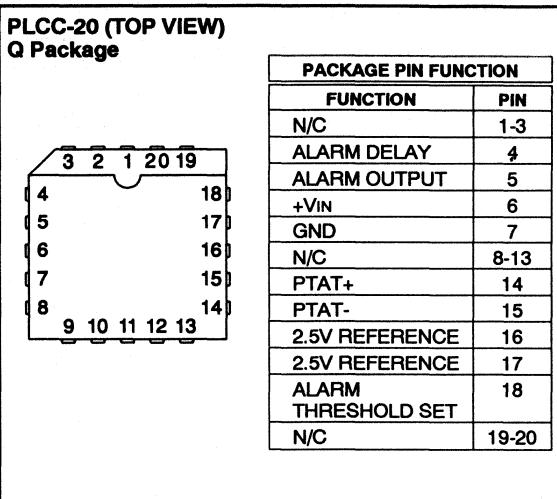 PLCC-20 (TOP VIEW)
Q Package
3 2 1 20 19
4 18
5 17
6 16
7 15
8 14
9 10 11 12 13
PACKAGE PIN FUNCTION
FUNCTION PIN
N/C 1-3
ALARM DELAY 4
ALARM OUTPUT 5
+VIN 6
GND 7
N/C 8-13
PTAT+ 14
PTAT- 15
2.5V REFERENCE 16
2.5V REFERENCE 17
ALARM 18
THRESHOLD SET
N/C 19-20